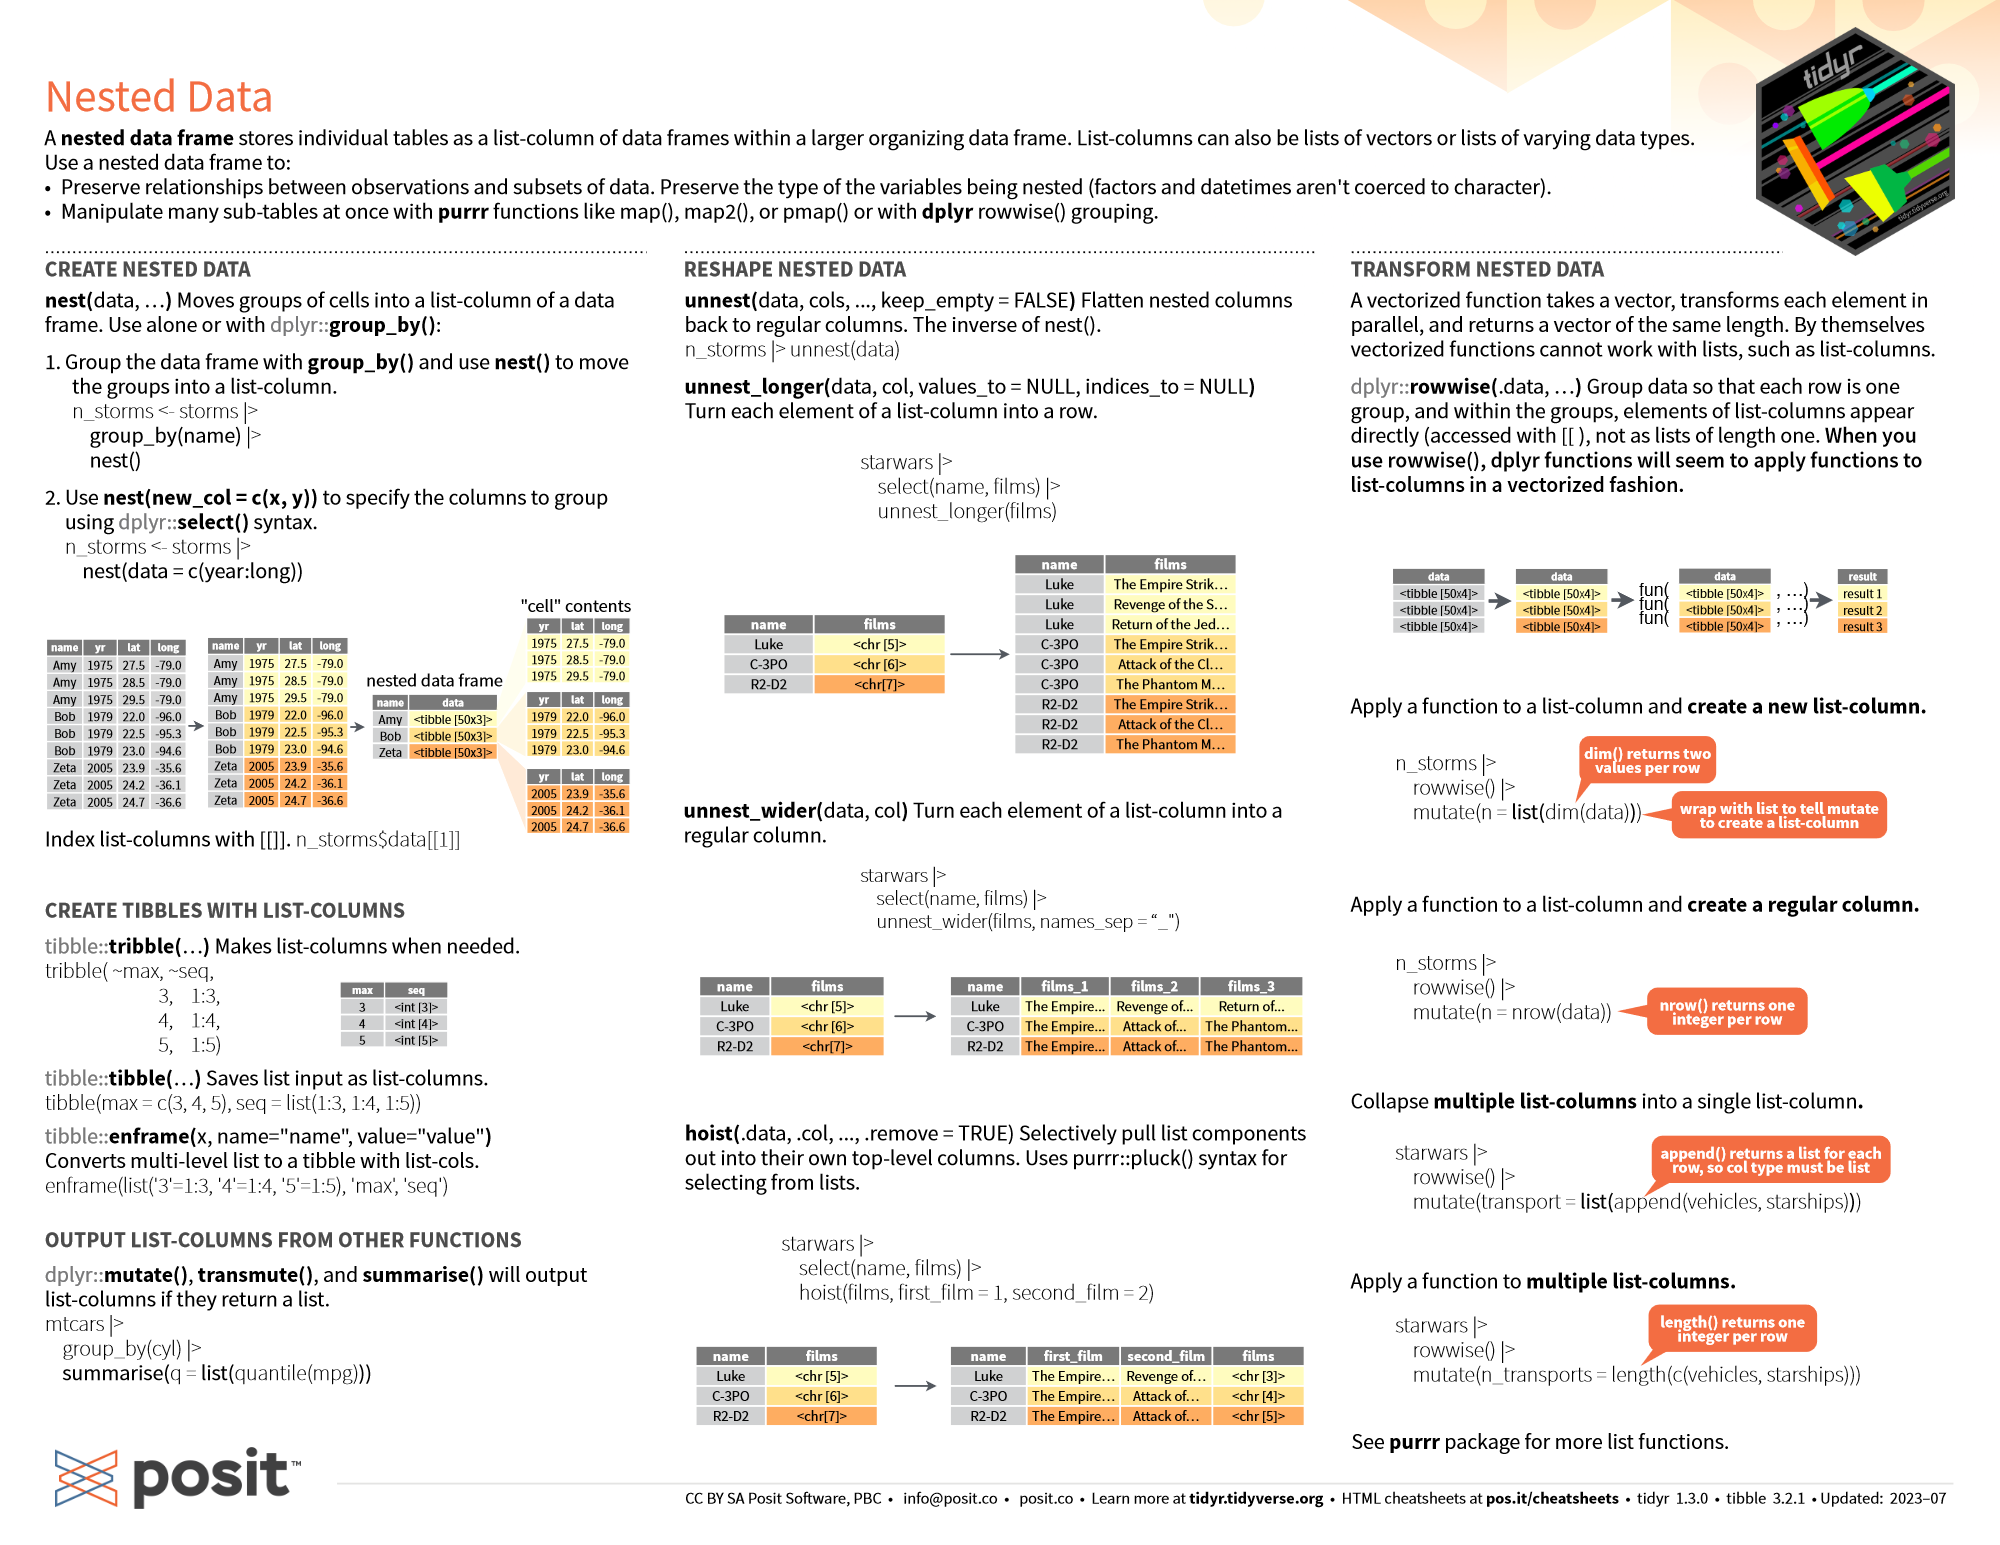 Nested Data
A nested data frame stores individual tables as a list-column of data frames within a larger organizing data frame. List-columns can also be lists of vectors or lists of varying data types.
Use a nested data frame to:
• Preserve relationships between observations and subsets of data. Preserve the type of the variables being nested (factors and datetimes aren't coerced to character).
• Manipulate many sub-tables at once with purrr functions like map(), map2(), or pmap() or with dplyr rowwise() grouping.
tidyr
tidyr.tidyverse.org
CREATE NESTED DATA
nest(data, …) Moves groups of cells into a list-column of a data
frame. Use alone or with dplyr::group_by():
1. Group the data frame with group_by() and use nest() to move
the groups into a list-column.
n_storms <- storms |>
group_by(name) |>
nest()
2. Use nest(new_col = c(x, y)) to specify the columns to group
using dplyr::select() syntax.
n_storms <- storms |>
nest(data = c(year:long))
name yr lat long
Amy 1975 27.5 -79.0
Amy 1975 28.5 -79.0
Amy 1975 29.5 -79.0
Bob 1979 22.0 -96.0
Bob 1979 22.5 -95.3
Bob 1979 23.0 -94.6
Zeta 2005 23.9 -35.6
Zeta 2005 24.2 -36.1
Zeta 2005 24.7 -36.6
name yr lat long
Amy 1975 27.5 -79.0
Amy 1975 28.5 -79.0
Amy 1975 29.5 -79.0
Bob 1979 22.0 -96.0
Bob 1979 22.5 -95.3
Bob 1979 23.0 -94.6
Zeta 2005 23.9 -35.6
Zeta 2005 24.2 -36.1
Zeta 2005 24.7 -36.6
nested data frame
name data
Amy <tibble [50x3]>
Bob <tibble [50x3]>
Zeta <tibble [50x3]>
"cell" contents
yr lat long
1975 27.5 -79.0
1975 28.5 -79.0
1975 29.5 -79.0
yr lat long
1979 22.0 -96.0
1979 22.5 -95.3
1979 23.0 -94.6
yr lat long
2005 23.9 -35.6
2005 24.2 -36.1
2005 24.7 -36.6
Index list-columns with [[]]. n_storms$data[[1]]
CREATE TIBBLES WITH LIST-COLUMNS
tibble::tribble(…) Makes list-columns when needed.
tribble( ~max, ~seq,
3, 1:3,
4, 1:4,
5, 1:5)
max seq
3 <int [3]>
4 <int [4]>
5 <int [5]>
tibble::tibble(…) Saves list input as list-columns.
tibble(max = c(3, 4, 5), seq = list(1:3, 1:4, 1:5))
tibble::enframe(x, name="name", value="value")
Converts multi-level list to a tibble with list-cols.
enframe(list('3'=1:3, '4'=1:4, '5'=1:5), 'max', 'seq')
OUTPUT LIST-COLUMNS FROM OTHER FUNCTIONS
dplyr::mutate(), transmute(), and summarise() will output
list-columns if they return a list.
mtcars |>
group_by(cyl) |>
summarise(q = list(quantile(mpg)))
RESHAPE NESTED DATA
unnest(data, cols, ..., keep_empty = FALSE) Flatten nested columns
back to regular columns. The inverse of nest().
n_storms |> unnest(data)
unnest_longer(data, col, values_to = NULL, indices_to = NULL)
Turn each element of a list-column into a row.
starwars |>
select(name, films) |>
unnest_longer(films)
name films
Luke <chr [5]>
C-3PO <chr [6]>
R2-D2 <chr[7]>
name films
Luke The Empire Strik…
Luke Revenge of the S…
Luke Return of the Jed…
C-3PO The Empire Strik…
C-3PO Attack of the Cl…
C-3PO The Phantom M…
R2-D2 The Empire Strik…
R2-D2 Attack of the Cl…
R2-D2 The Phantom M…
unnest_wider(data, col) Turn each element of a list-column into a
regular column.
starwars |>
select(name, films) |>
unnest_wider(films, names_sep = “_")
name films
Luke <chr [5]>
C-3PO <chr [6]>
R2-D2 <chr[7]>
name films_1 films_2 films_3
Luke The Empire... Revenge of... Return of...
C-3PO The Empire... Attack of... The Phantom...
R2-D2 The Empire... Attack of... The Phantom...
hoist(.data, .col, ..., .remove = TRUE) Selectively pull list components
out into their own top-level columns. Uses purrr::pluck() syntax for
selecting from lists.
starwars |>
select(name, films) |>
hoist(films, first_film = 1, second_film = 2)
name films
Luke <chr [5]>
C-3PO <chr [6]>
R2-D2 <chr[7]>
name first_film second_film films
Luke The Empire… Revenge of… <chr [3]>
C-3PO The Empire… Attack of… <chr [4]>
R2-D2 The Empire… Attack of… <chr [5]>
TRANSFORM NESTED DATA
A vectorized function takes a vector, transforms each element in
parallel, and returns a vector of the same length. By themselves
vectorized functions cannot work with lists, such as list-columns.
dplyr::rowwise(.data, …) Group data so that each row is one
group, and within the groups, elements of list-columns appear
directly (accessed with [[ ), not as lists of length one. When you
use rowwise(), dplyr functions will seem to apply functions to
list-columns in a vectorized fashion.
data
<tibble [50x4]>
<tibble [50x4]>
<tibble [50x4]>
data
<tibble [50x4]>
<tibble [50x4]>
<tibble [50x4]>
data
fun( <tibble [50x4]> , …)
fun( <tibble [50x4]> , …)
fun( <tibble [50x4]> , …)
result
result 1
result 2
result 3
Apply a function to a list-column and create a new list-column.
n_storms |>
rowwise() |>
mutate(n = list(dim(data)))
dim() returns two
values per row
wrap with list to tell mutate
to create a list-column
Apply a function to a list-column and create a regular column.
n_storms |>
rowwise() |>
mutate(n = nrow(data))
nrow() returns one
integer per row
Collapse multiple list-columns into a single list-column.
starwars |>
rowwise() |>
mutate(transport = list(append(vehicles, starships)))
append() returns a list for each
row, so col type must be list
Apply a function to multiple list-columns.
starwars |>
rowwise() |>
mutate(n_transports = length(c(vehicles, starships)))
length() returns one
integer per row
See purrr package for more list functions.
posit™
CC BY SA Posit Software, PBC • info@posit.co • posit.co • Learn more at tidyr.tidyverse.org • HTML cheatsheets at pos.it/cheatsheets • tidyr 1.3.0 • tibble 3.2.1 • Updated: 2023–07